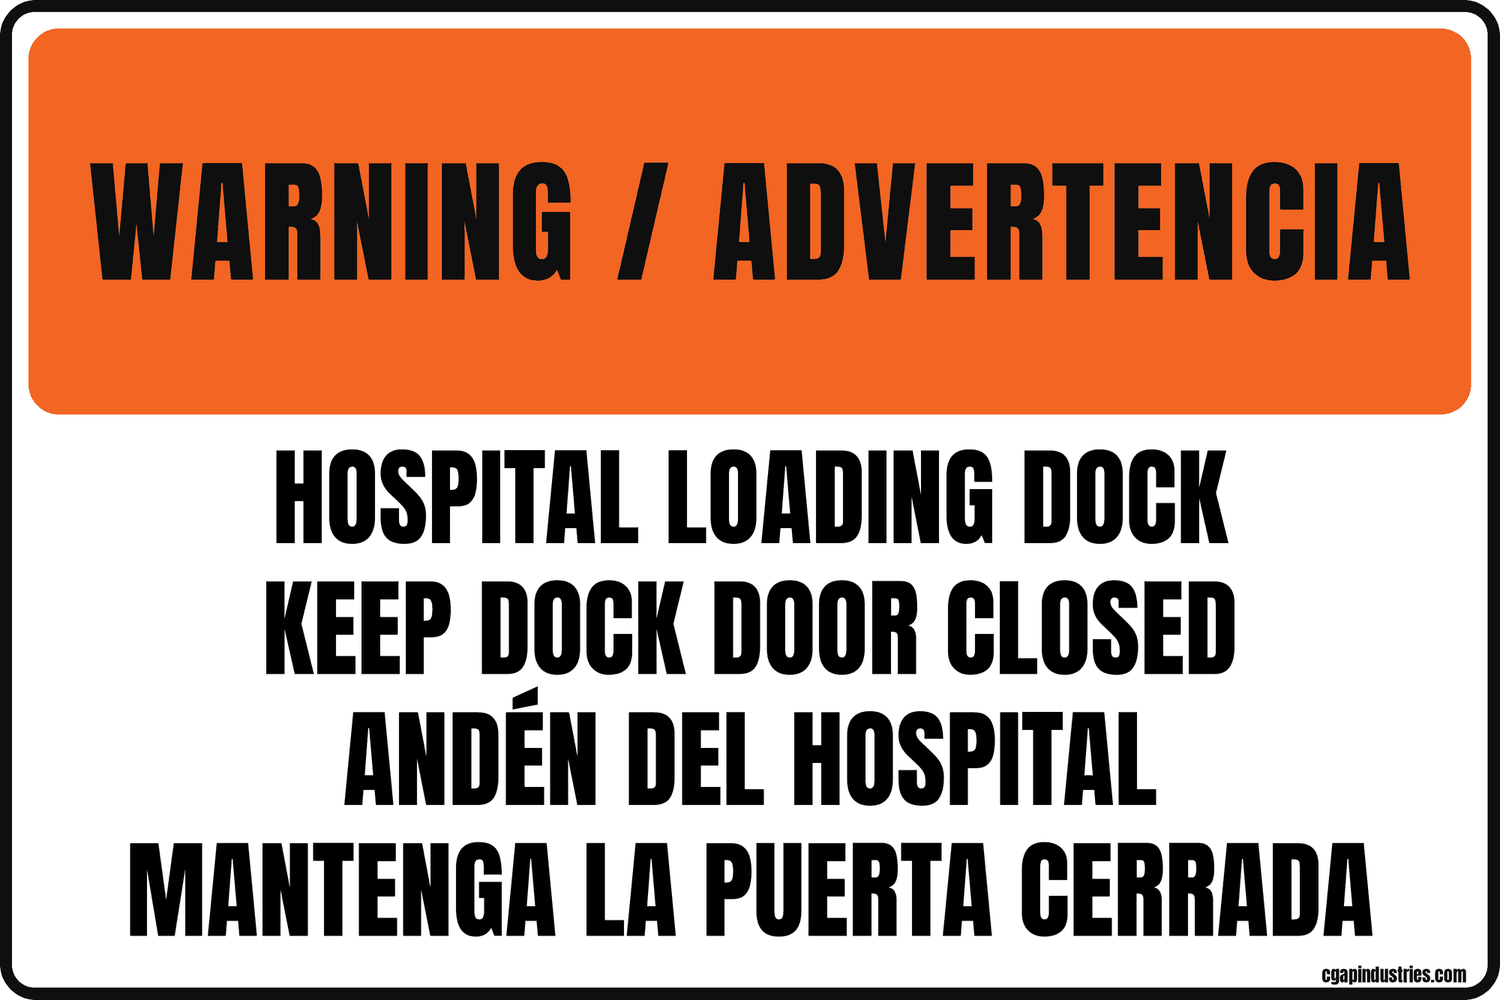 WARNING / ADVERTENCIA
HOSPITAL LOADING DOCK
KEEP DOCK DOOR CLOSED
ANDÉN DEL HOSPITAL
MANTENGA LA PUERTA CERRADA
cgapindustries.com